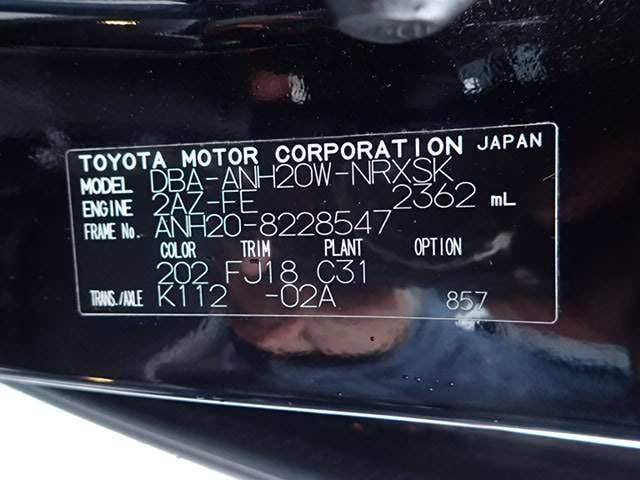 TOYOTA MOTOR CORPORATION JAPAN
MODEL DBA-ANH20W-NRXSK
ENGINE 2AZ-FE 2362 mL
FRAME No. ANH20-8228547
COLOR TRIM PLANT OPTION
202 FJ18 C31
TRANS./AXLE K112 -02A 857